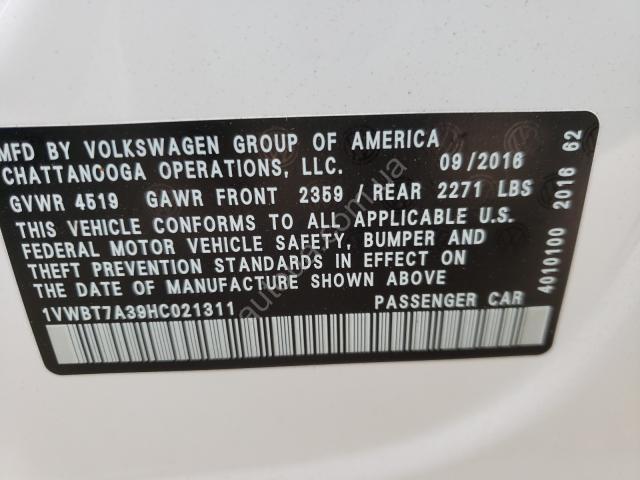 MFD BY VOLKSWAGEN GROUP OF AMERICA
CHATTANOOGA OPERATIONS, LLC. 09/2016
GVWR 4519 GAWR FRONT 2359 / REAR 2271 LBS
THIS VEHICLE CONFORMS TO ALL APPLICABLE U.S.
FEDERAL MOTOR VEHICLE SAFETY, BUMPER AND
THEFT PREVENTION STANDARDS IN EFFECT ON
THE DATE OF MANUFACTURE SHOWN ABOVE
1VWBT7A39HC021311 PASSENGER CAR
A010100 2016 62